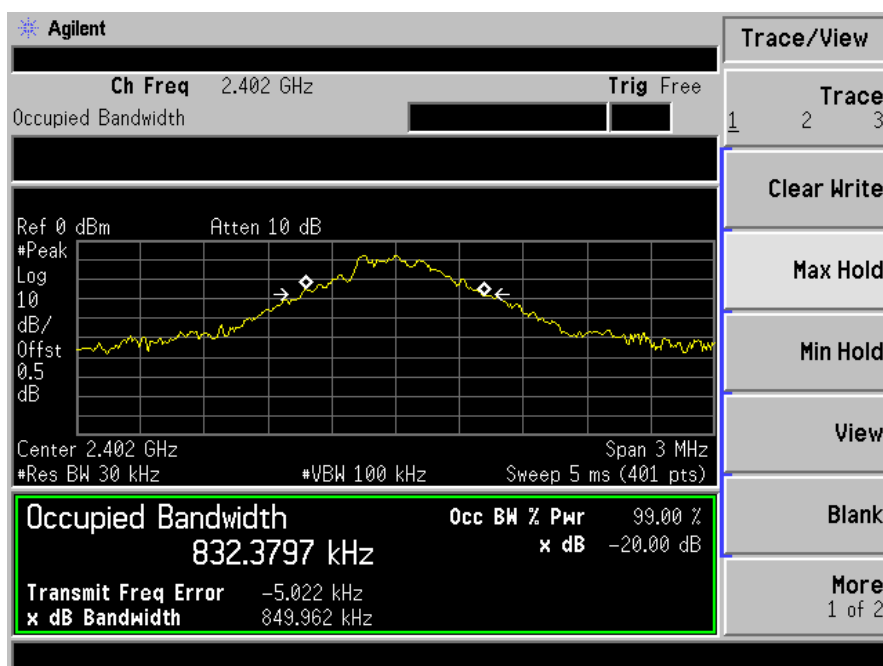 Agilent
Trace/View
Ch Freq 2.402 GHz Trig Free
Occupied Bandwidth
Trace
1 2 3
Clear Write
Max Hold
Min Hold
View
Blank
More
1 of 2
Ref 0 dBm Atten 10 dB
#Peak
Log
10
dB/
Offst
0.5
dB
Center 2.402 GHz Span 3 MHz
#Res BW 30 kHz #VBW 100 kHz Sweep 5 ms (401 pts)
Occupied Bandwidth Occ BW % Pwr 99.00 %
832.3797 kHz x dB -20.00 dB
Transmit Freq Error -5.022 kHz
x dB Bandwidth 849.962 kHz